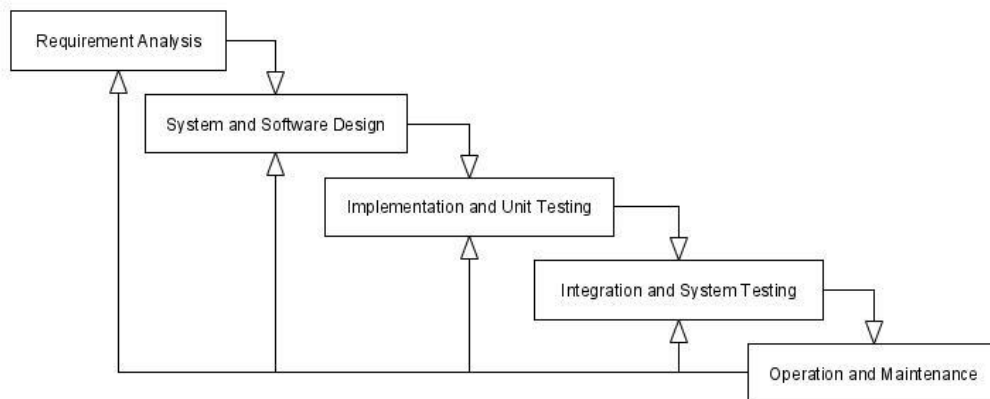 Requirement Analysis
System and Software Design
Implementation and Unit Testing
Integration and System Testing
Operation and Maintenance